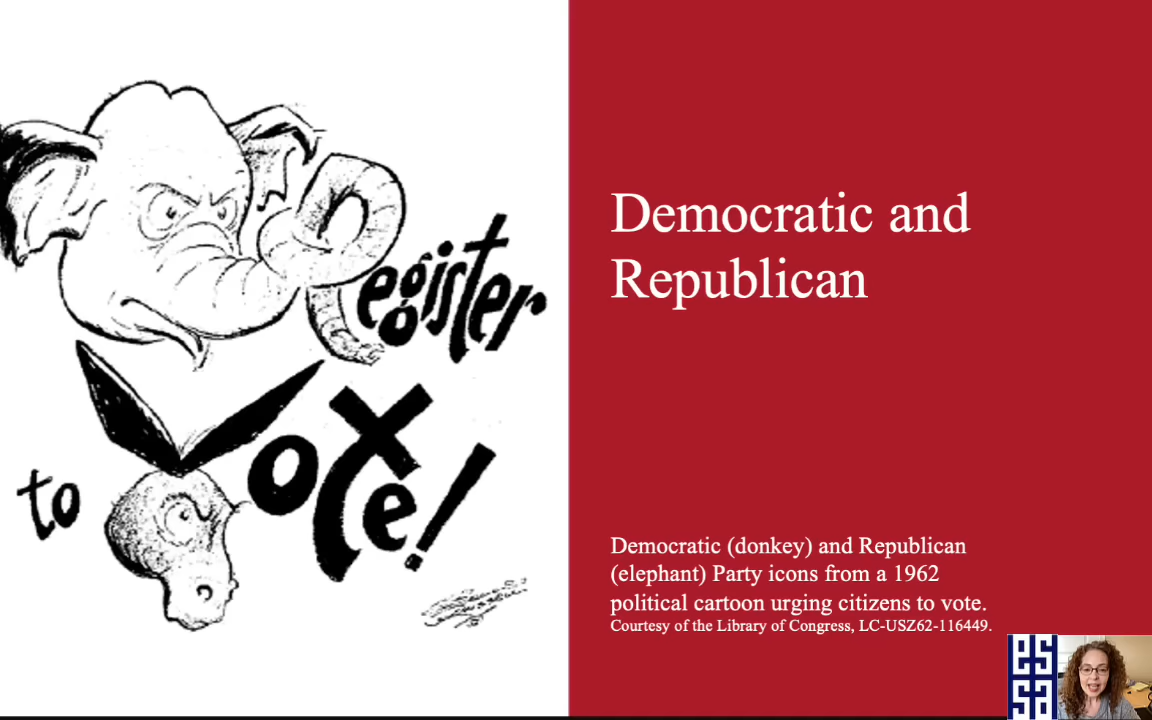 Register
to Vote!
Democratic and
Republican
Democratic (donkey) and Republican
(elephant) Party icons from a 1962
political cartoon urging citizens to vote.
Courtesy of the Library of Congress, LC-USZ62-116449.